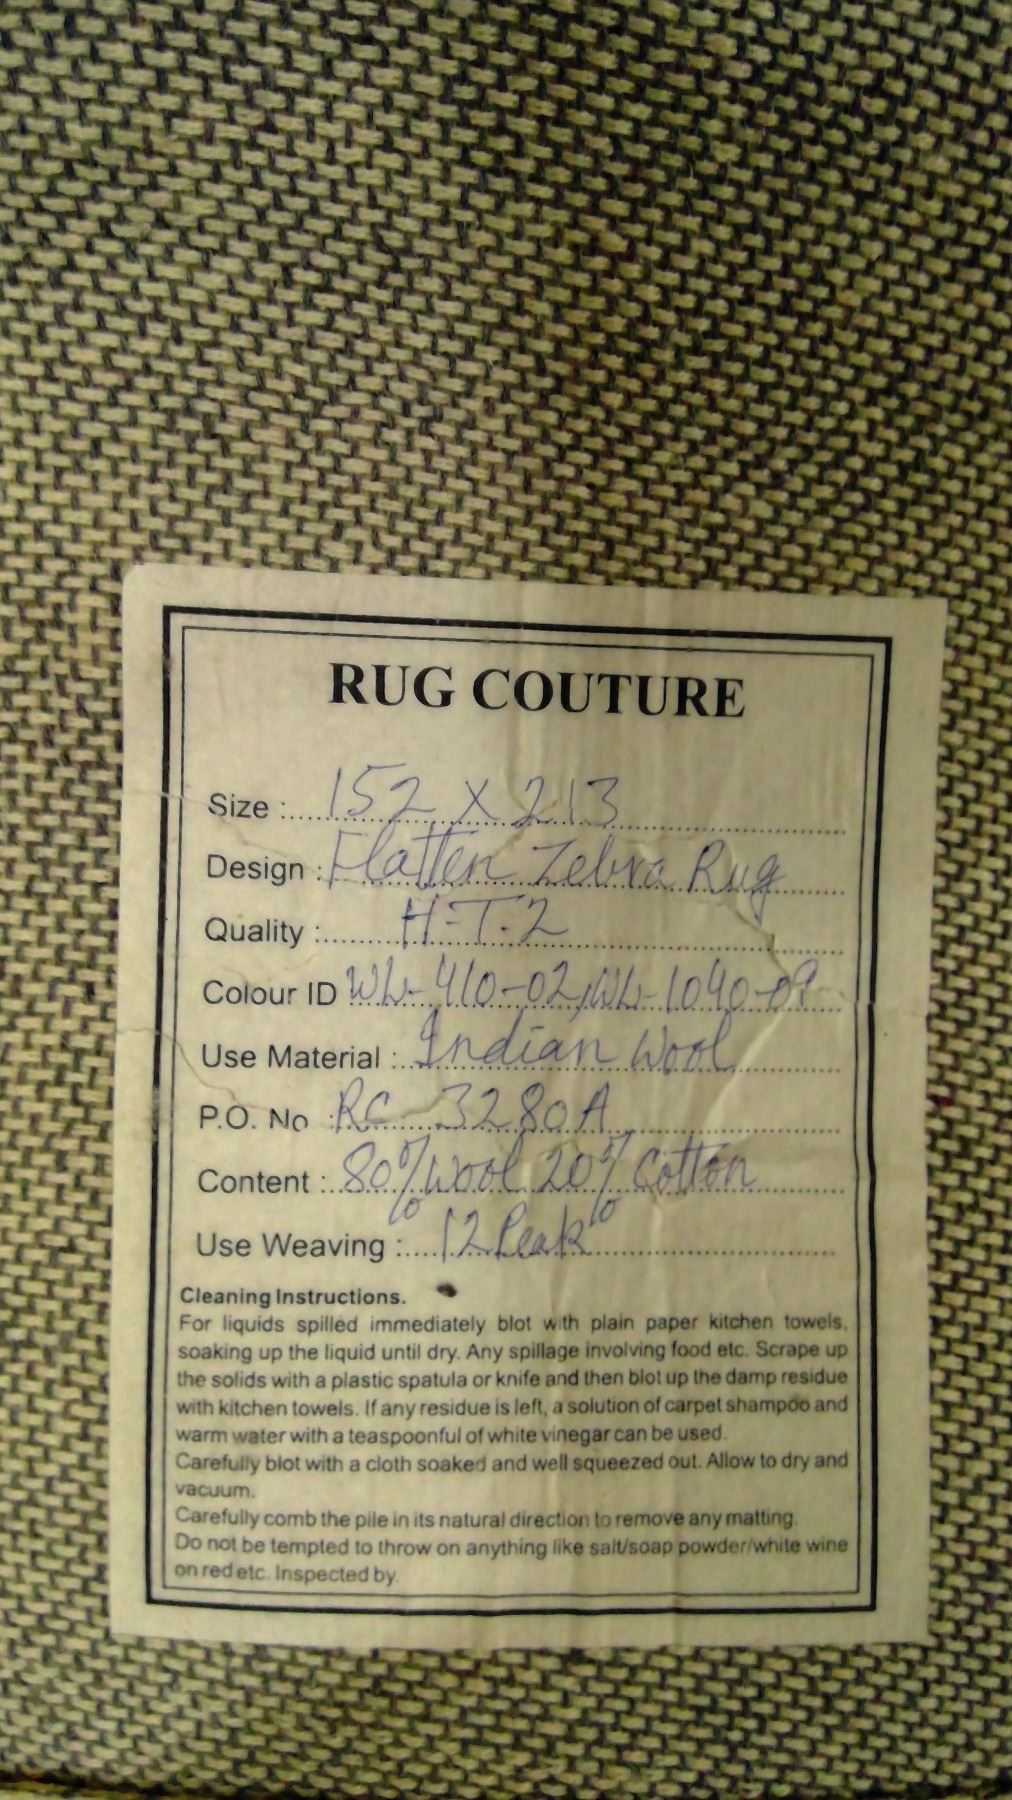 RUG COUTURE
Size : 152 X 213
Design : Flatten Zebra Rug
Quality : H-T.2
Colour ID WL-410-02, WL-1040-09
Use Material : Indian Wool
P.O. No : RC 3280A
Content : 80% Wool 20% Cotton
Use Weaving : 12 Peak
Cleaning Instructions.
For liquids spilled immediately blot with plain paper kitchen towels,
soaking up the liquid until dry. Any spillage involving food etc. Scrape up
the solids with a plastic spatula or knife and then blot up the damp residue
with kitchen towels. If any residue is left, a solution of carpet shampoo and
warm water with a teaspoonful of white vinegar can be used.
Carefully blot with a cloth soaked and well squeezed out. Allow to dry and
vacuum.
Carefully comb the pile in its natural direction to remove any matting.
Do not be tempted to throw on anything like salt/soap powder/white wine
on red etc. Inspected by.